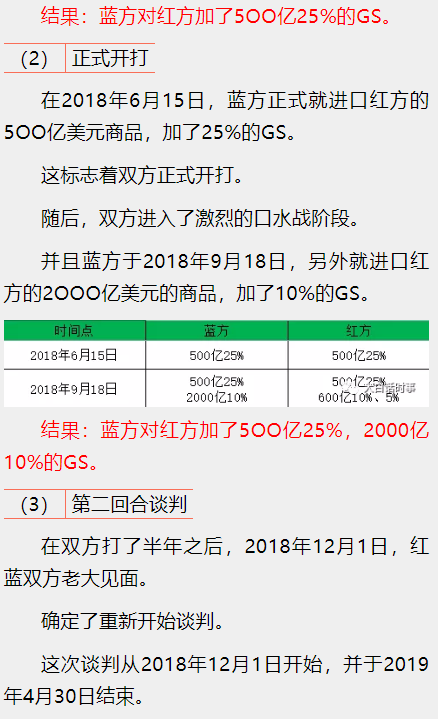 结果：蓝方对红方加了5OO亿25%的GS。
（2） 正式开打
在2018年6月15日，蓝方正式就进口红方的
5OO亿美元商品，加了25%的GS。
这标志着双方正式开打。
随后，双方进入了激烈的口水战阶段。
并且蓝方于2018年9月18日，另外就进口红
方的2OOO亿美元的商品，加了10%的GS。
时间点 蓝方 红方
2018年6月15日 500亿25% 500亿25%
2018年9月18日 500亿25% 500亿25%
2000亿10% 600亿10%、5%
大白话时事
结果：蓝方对红方加了5OO亿25%，2000亿
10%的GS。
（3） 第二回合谈判
在双方打了半年之后，2018年12月1日，红
蓝双方老大见面。
确定了重新开始谈判。
这次谈判从2018年12月1日开始，并于2019
年4月30日结束。